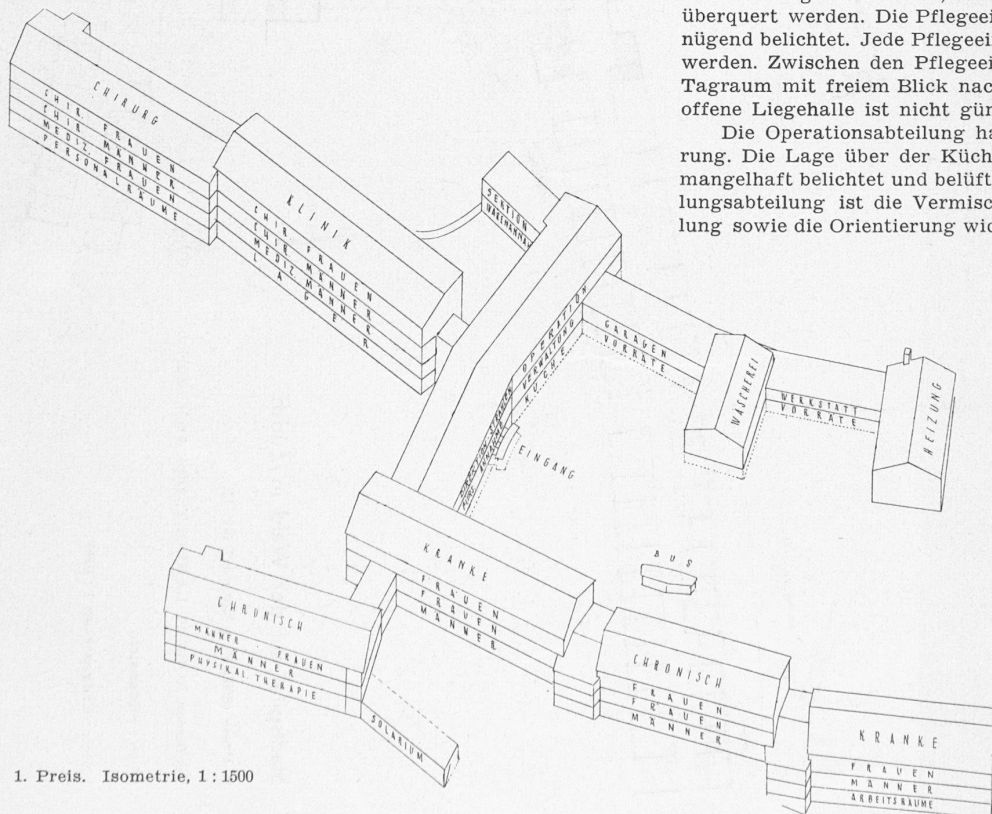 überquert werden. Die Pflegeei
nügend belichtet. Jede Pflegeei
werden. Zwischen den Pflegeei
Tagraum mit freiem Blick nac
offene Liegehalle ist nicht gün
Die Operationsabteilung ha
rung. Die Lage über der Küch
mangelhaft belichtet und belüft
lungsabteilung ist die Vermisc
lung sowie die Orientierung wic
CHIRURG
CHIR. FRAUEN
CHIR. MÄNNER
MEDIZ. FRAUEN
PERSONALRÄUME
KLINIK
CHIR. FRAUEN
CHIR. MÄNNER
MEDIZ. MÄNNER
LAGER
SEKTION
OPERATION
VERWALTUNG
KÜCHE
EINGANG
GARAGEN
VORRÄTE
WÄSCHEREI
WERKSTATT
VORRÄTE
HEIZUNG
KRANKE
FRAUEN
FRAUEN
MÄNNER
BUS
CHRONISCH
MÄNNER FRAUEN
MÄNNER
PHYSIKAL. THERAPIE
SOLARIUM
CHRONISCH
FRAUEN
FRAUEN
MÄNNER
KRANKE
FRAUEN
MÄNNER
ARBEITSRÄUME
1. Preis. Isometrie, 1 : 1500